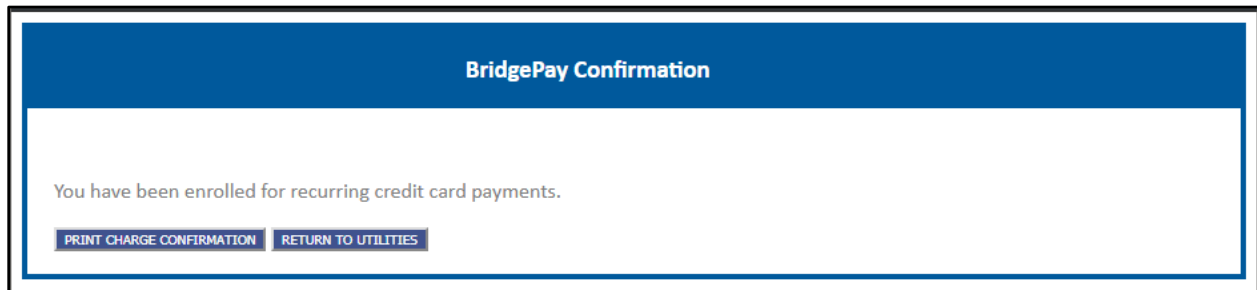 BridgePay Confirmation
You have been enrolled for recurring credit card payments.
PRINT CHARGE CONFIRMATION RETURN TO UTILITIES